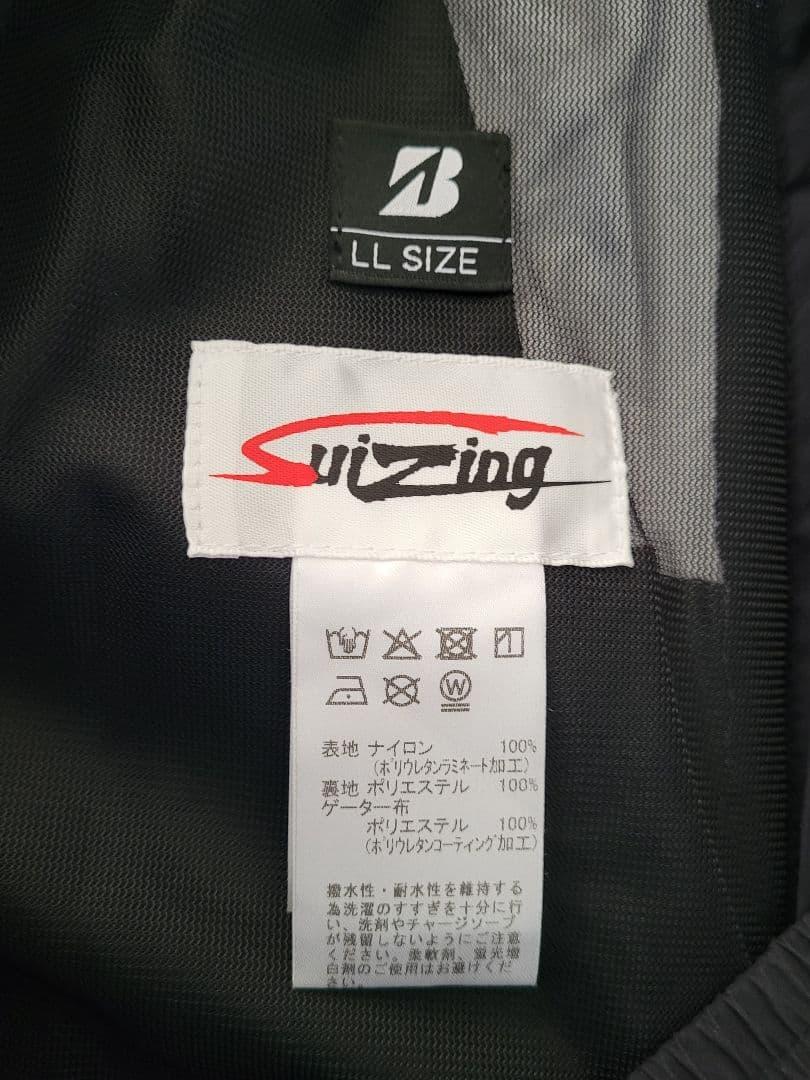 B
LL SIZE
Suizing
W
表地 ナイロン 100%
(ポリウレタンラミネート加工)
裏地 ポリエステル 100%
ゲーター布
ポリエステル 100%
(ポリウレタンコーティング加工)
撥水性・耐水性を維持する
為洗濯のすすぎを十分に行
い、洗剤やチャージソープ
が残留しないようにご注意
ください。柔軟剤、蛍光増
白剤のご使用はお避けくだ
さい。